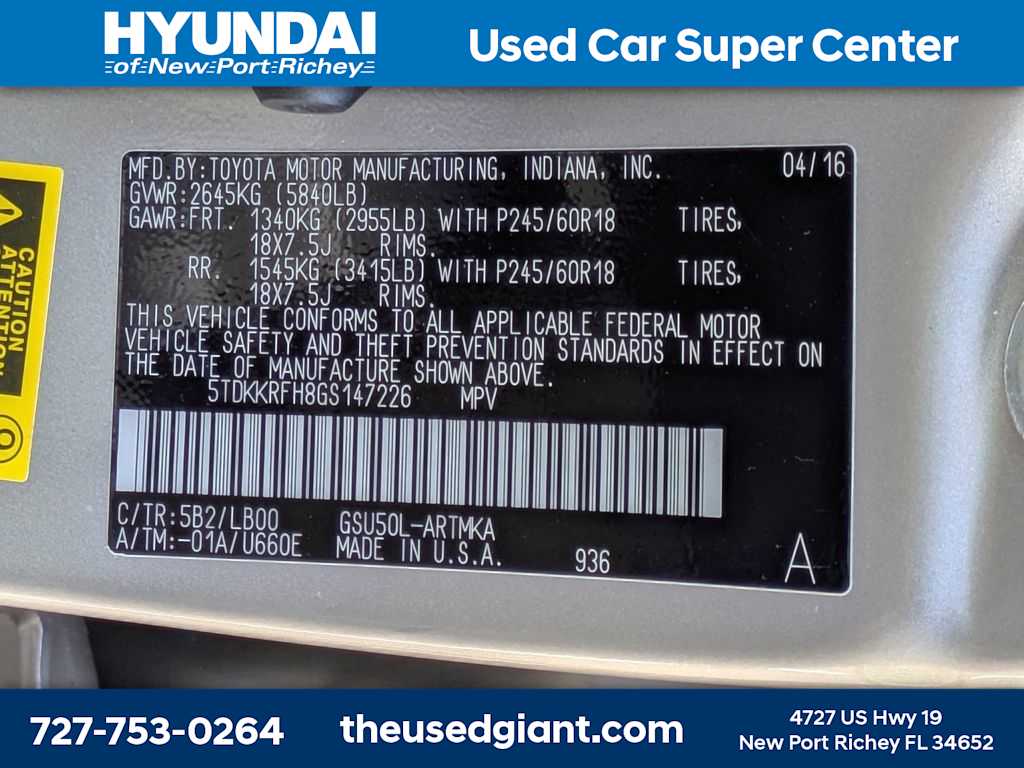 HYUNDAI
of New Port Richey
Used Car Super Center
MFD.BY:TOYOTA MOTOR MANUFACTURING, INDIANA, INC. 04/16
GVWR:2645KG (5840LB)
GAWR:FRT. 1340KG (2955LB) WITH P245/60R18 TIRES,
18X7.5J RIMS.
RR. 1545KG (3415LB) WITH P245/60R18 TIRES,
18X7.5J RIMS.
THIS VEHICLE CONFORMS TO ALL APPLICABLE FEDERAL MOTOR
VEHICLE SAFETY AND THEFT PREVENTION STANDARDS IN EFFECT ON
THE DATE OF MANUFACTURE SHOWN ABOVE.
5TDKKRFH8GS147226 MPV
C/TR:5B2/LB00 GSU50L-ARTMKA
A/TM:-01A/U660E MADE IN U.S.A. 936 A
CAUTION
ATTENTION
727-753-0264
theusedgiant.com
4727 US Hwy 19
New Port Richey FL 34652